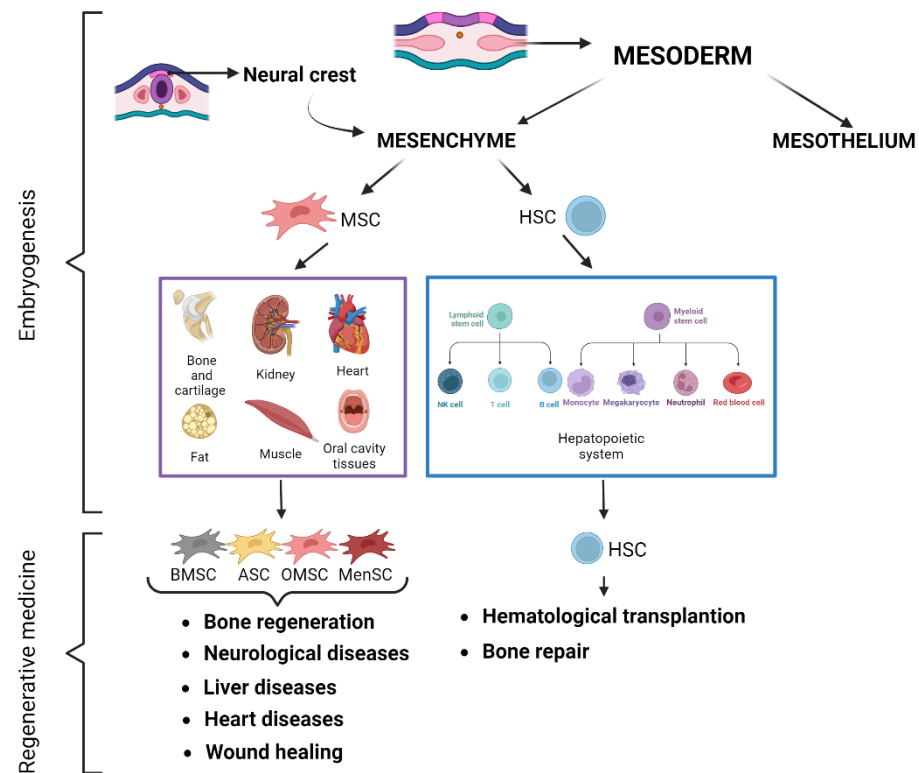 MESODERM
Neural crest
MESENCHYME
MESOTHELIUM
Embryogenesis
MSC
HSC
Bone
and
cartilage
Kidney
Heart
Fat
Muscle
Oral cavity
tissues
Lymphoid
stem cell
Myeloid
stem cell
NK cell
T cell
B cell
Monocyte
Megakaryocyte
Neutrophil
Red blood cell
Hepatopoietic
system
Regenerative medicine
BMSC
ASC
OMSC
MenSC
• Bone regeneration
• Neurological diseases
• Liver diseases
• Heart diseases
• Wound healing
HSC
• Hematological transplantion
• Bone repair